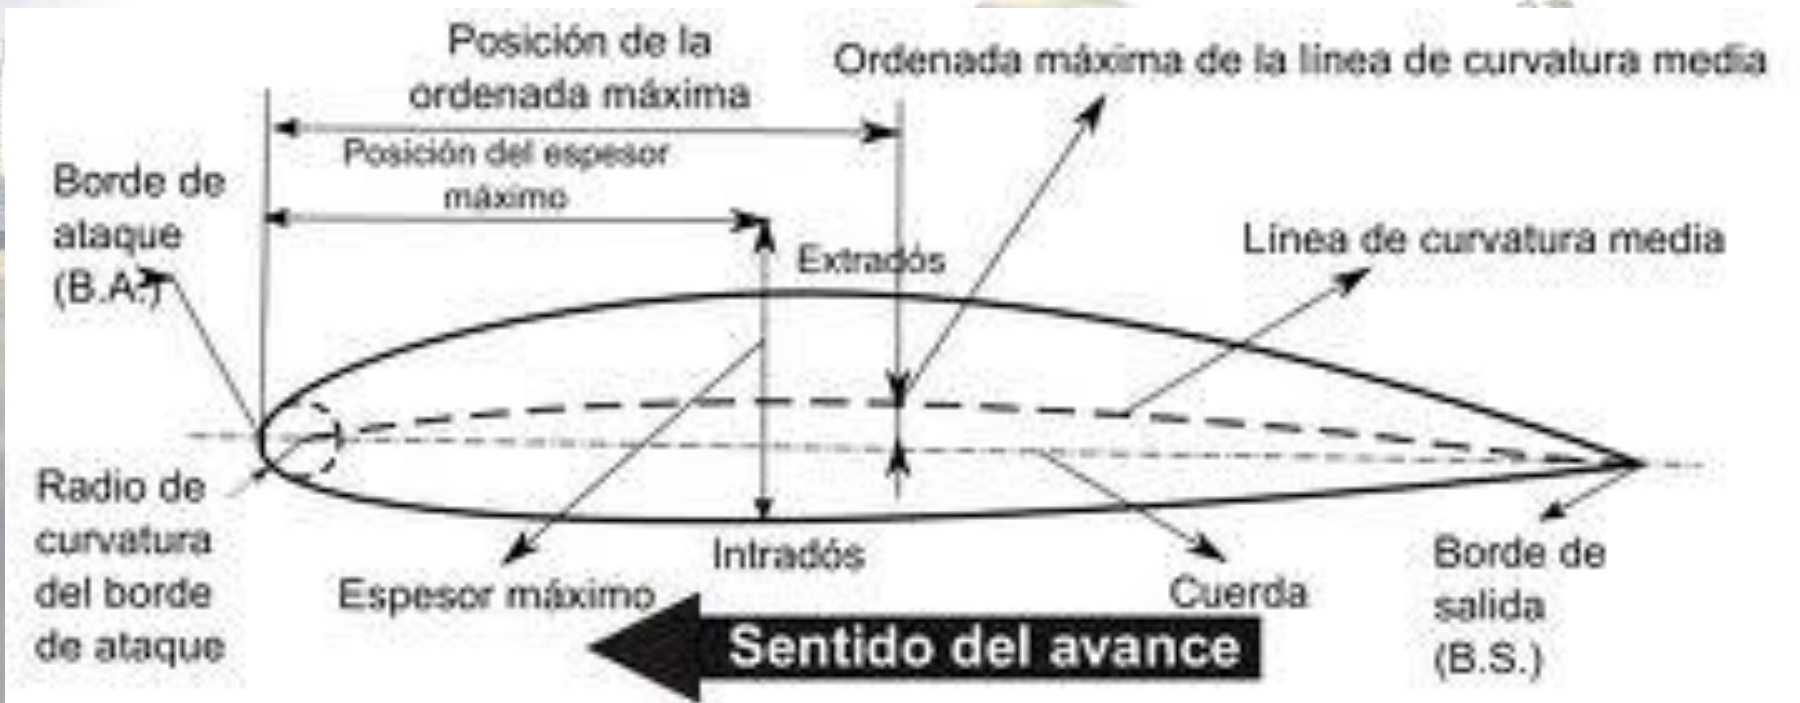 Posición de la
ordenada máxima
Ordenada máxima de la línea de curvatura media
Posición del espesor
máximo
Borde de
ataque
(B.A.)
Extradós
Línea de curvatura media
Radio de
curvatura
del borde
de ataque
Intradós
Espesor máximo
Cuerda
Borde de
salida
(B.S.)
Sentido del avance